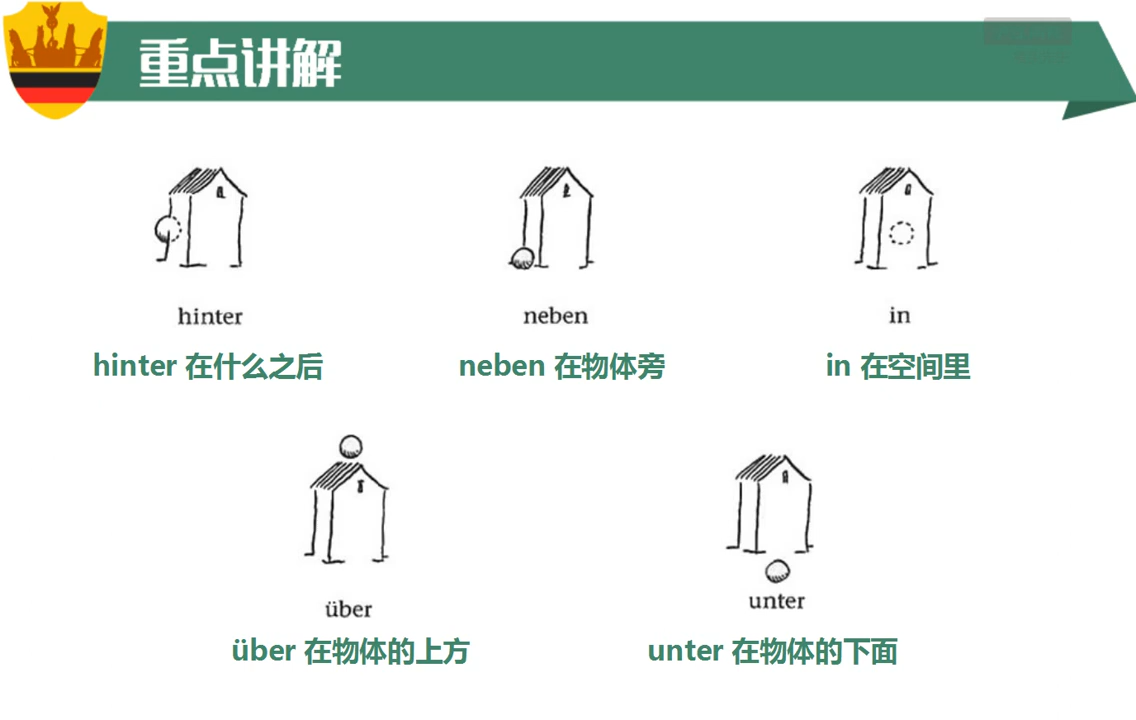 重点讲解
hinter
neben
in
hinter 在什么之后
neben 在物体旁
in 在空间里
über
unter
über 在物体的上方
unter 在物体的下面